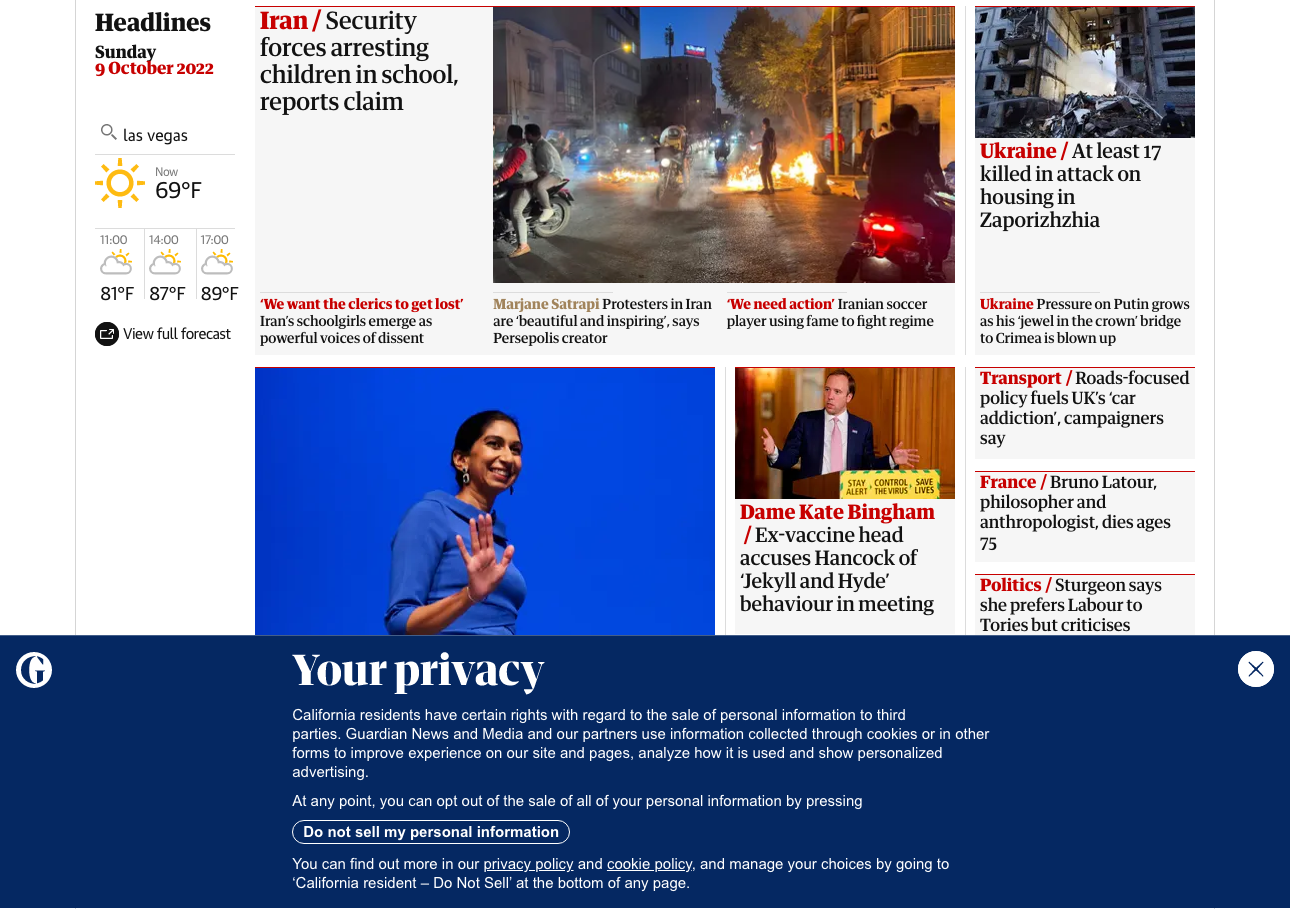 Headlines
Sunday
9 October 2022
las vegas
Now
69°F
11:00
14:00
17:00
81°F
87°F
89°F
View full forecast
Iran / Security
forces arresting
children in school,
reports claim
‘We want the clerics to get lost’
Iran’s schoolgirls emerge as
powerful voices of dissent
Marjane Satrapi Protesters in Iran
are ‘beautiful and inspiring’, says
Persepolis creator
‘We need action’ Iranian soccer
player using fame to fight regime
Ukraine / At least 17
killed in attack on
housing in
Zaporizhzhia
Ukraine Pressure on Putin grows
as his ‘jewel in the crown’ bridge
to Crimea is blown up
STAY CONTROL SAVE
ALERT THE VIRUS LIVES
Dame Kate Bingham
/ Ex-vaccine head
accuses Hancock of
‘Jekyll and Hyde’
behaviour in meeting
Transport / Roads-focused
policy fuels UK’s ‘car
addiction’, campaigners
say
France / Bruno Latour,
philosopher and
anthropologist, dies ages
75
Politics / Sturgeon says
she prefers Labour to
Tories but criticises
G
Your privacy
California residents have certain rights with regard to the sale of personal information to third
parties. Guardian News and Media and our partners use information collected through cookies or in other
forms to improve experience on our site and pages, analyze how it is used and show personalized
advertising.
At any point, you can opt out of the sale of all of your personal information by pressing
Do not sell my personal information
You can find out more in our privacy policy and cookie policy, and manage your choices by going to
‘California resident – Do Not Sell’ at the bottom of any page.